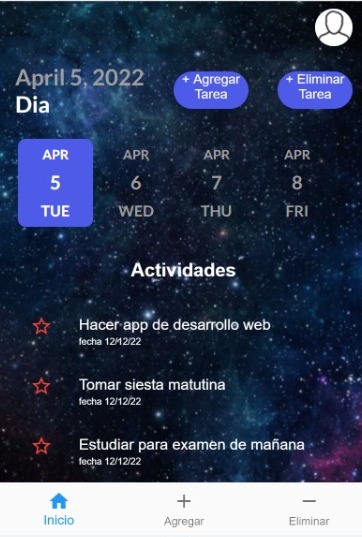 April 5, 2022
Dia
+ Agregar
Tarea
+ Eliminar
Tarea
APR
5
TUE
APR
6
WED
APR
7
THU
APR
8
FRI
Actividades
Hacer app de desarrollo web
fecha 12/12/22
Tomar siesta matutina
fecha 12/12/22
Estudiar para examen de mañana
fecha 12/12/22
Inicio
Agregar
Eliminar